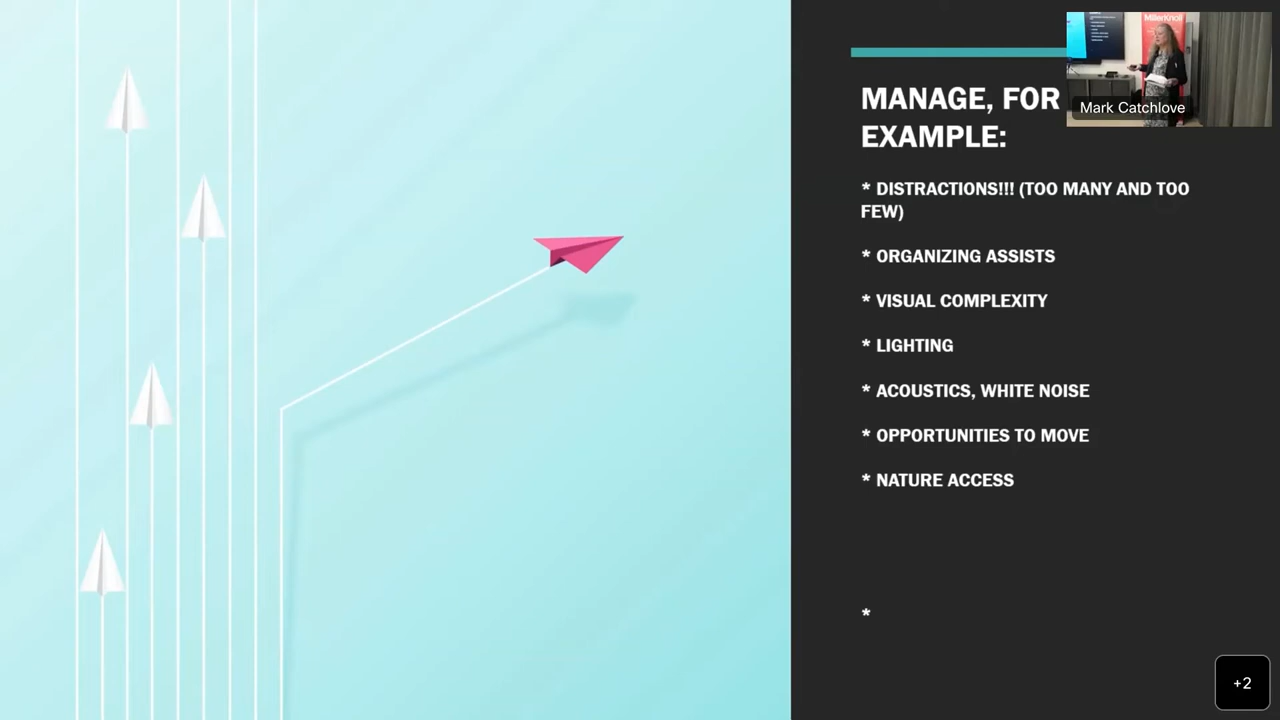 MANAGE, FOR
EXAMPLE:
MillerKnoll
Mark Catchlove
* DISTRACTIONS!!! (TOO MANY AND TOO
FEW)
* ORGANIZING ASSISTS
* VISUAL COMPLEXITY
* LIGHTING
* ACOUSTICS, WHITE NOISE
* OPPORTUNITIES TO MOVE
* NATURE ACCESS
*
+2